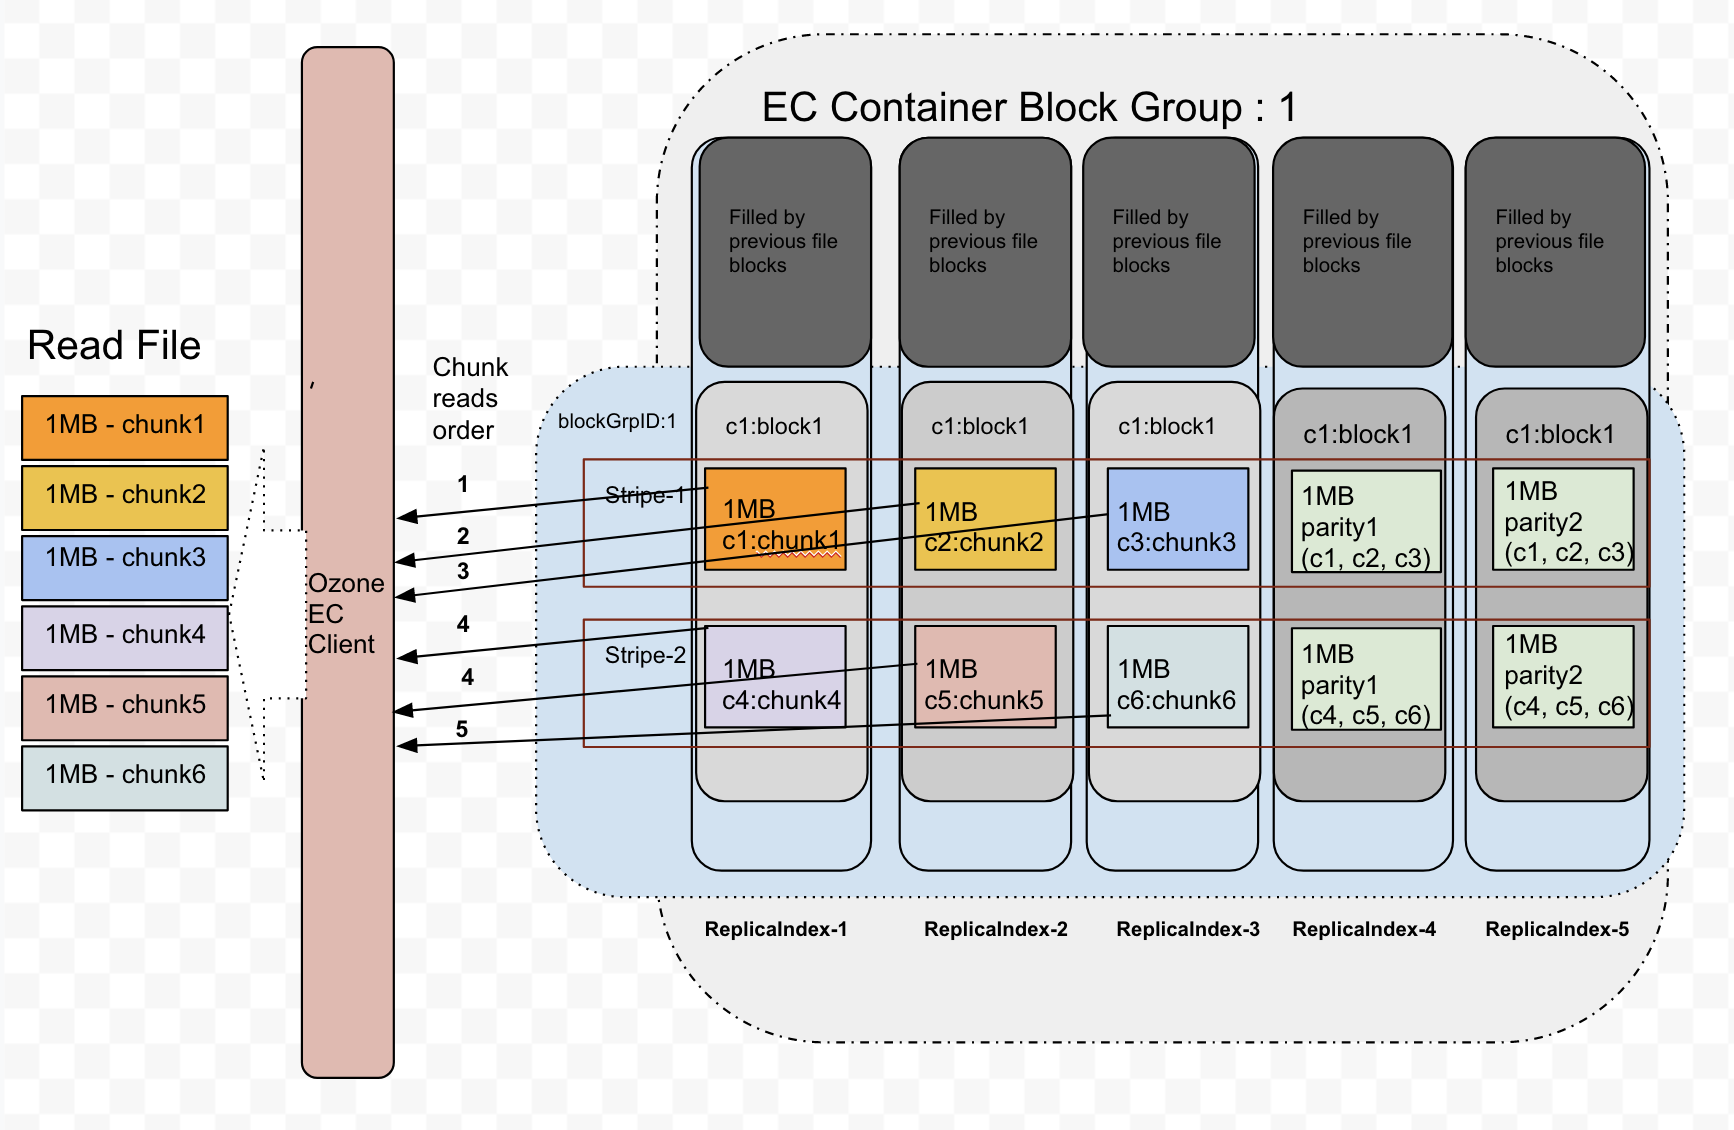 EC Container Block Group : 1
Filled by
previous file
blocks
Filled by
previous file
blocks
Filled by
previous file
blocks
Filled by
previous file
blocks
Filled by
previous file
blocks
Read File
1MB - chunk1
1MB - chunk2
1MB - chunk3
1MB - chunk4
1MB - chunk5
1MB - chunk6
Ozone
EC
Client
Chunk
reads
order
1
2
3
4
4
5
blockGrpID:1
c1:block1
c1:block1
c1:block1
c1:block1
c1:block1
Stripe-1
1MB
c1:chunk1
1MB
c2:chunk2
1MB
c3:chunk3
1MB
parity1
(c1, c2, c3)
1MB
parity2
(c1, c2, c3)
Stripe-2
1MB
c4:chunk4
1MB
c5:chunk5
1MB
c6:chunk6
1MB
parity1
(c4, c5, c6)
1MB
parity2
(c4, c5, c6)
ReplicaIndex-1
ReplicaIndex-2
ReplicaIndex-3
ReplicaIndex-4
ReplicaIndex-5